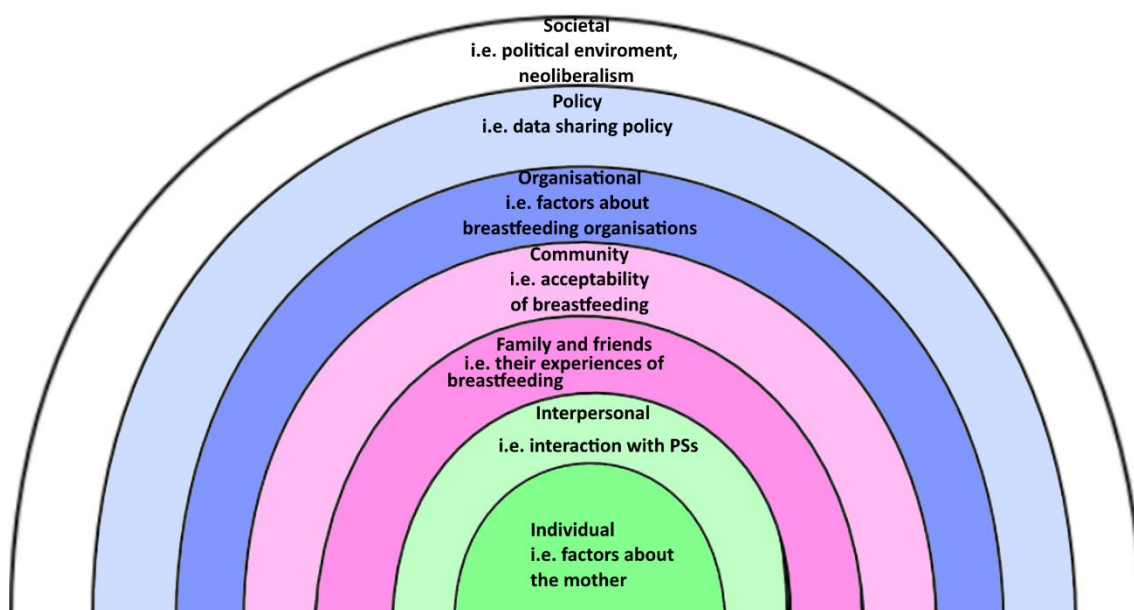 Societal
i.e. political enviroment,
neoliberalism
Policy
i.e. data sharing policy
Organisational
i.e. factors about
breastfeeding organisations
Community
i.e. acceptability
of breastfeeding
Family and friends
i.e. their experiences of
breastfeeding
Interpersonal
i.e. interaction with PSs
Individual
i.e. factors about
the mother